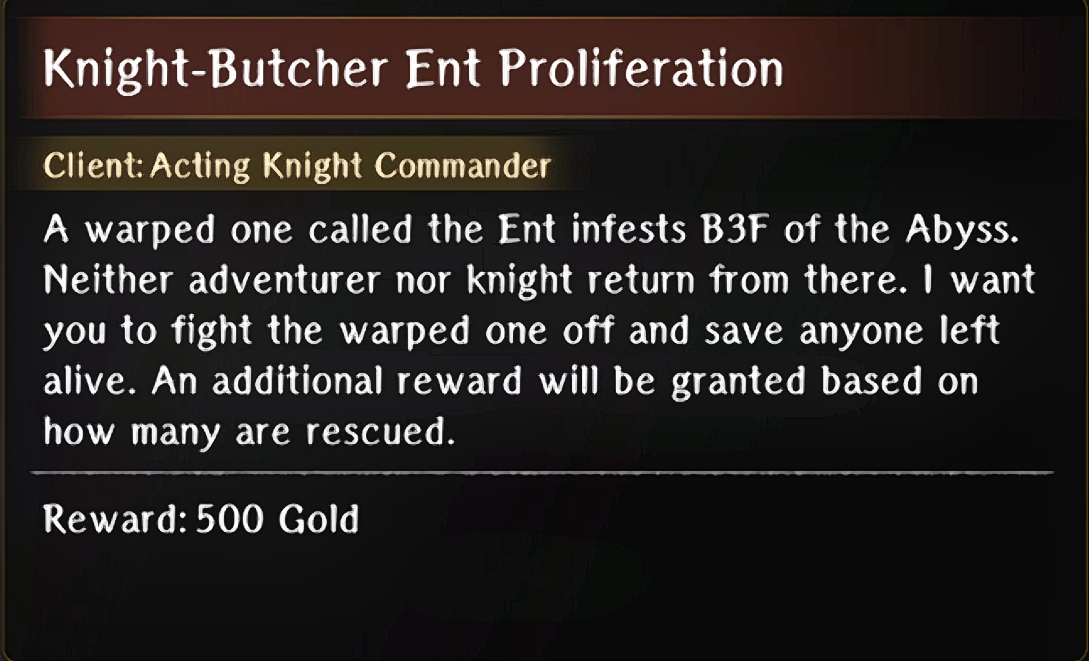 Knight-Butcher Ent Proliferation
Client: Acting Knight Commander
A warped one called the Ent infests B3F of the Abyss.
Neither adventurer nor knight return from there. I want
you to fight the warped one off and save anyone left
alive. An additional reward will be granted based on
how many are rescued.
Reward: 500 Gold